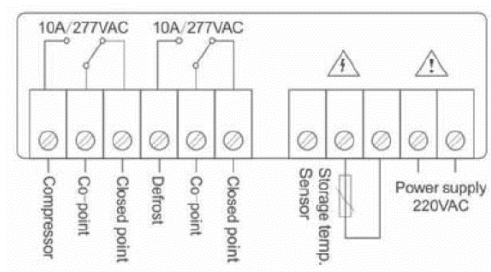 10A/277VAC
10A/277VAC
Compressor
Co-point
Closed point
Defrost
Co-point
Closed point
Storage temp.
Sensor
Power supply
220VAC